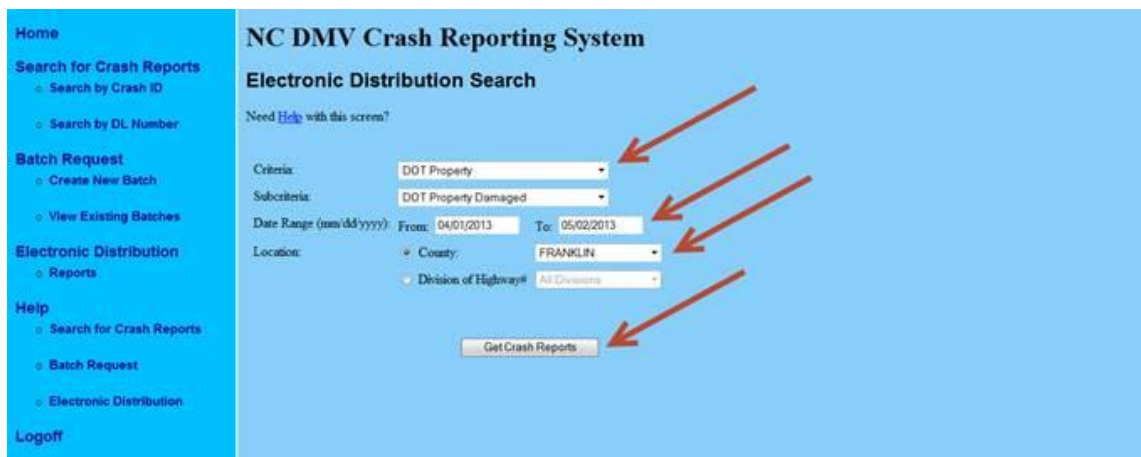 Home
Search for Crash Reports
Search by Crash ID
Search by DL Number
Batch Request
Create New Batch
View Existing Batches
Electronic Distribution
Reports
Help
Search for Crash Reports
Batch Request
Electronic Distribution
Logoff
NC DMV Crash Reporting System
Electronic Distribution Search
Need Help with this screen?
Criteria: DOT Property
Subcriteria: DOT Property Damaged
Date Range (mm/dd/yyyy): From: 04/01/2013 To: 05/02/2013
Location: County: FRANKLIN
Division of Highway# All Divisions
Get Crash Reports